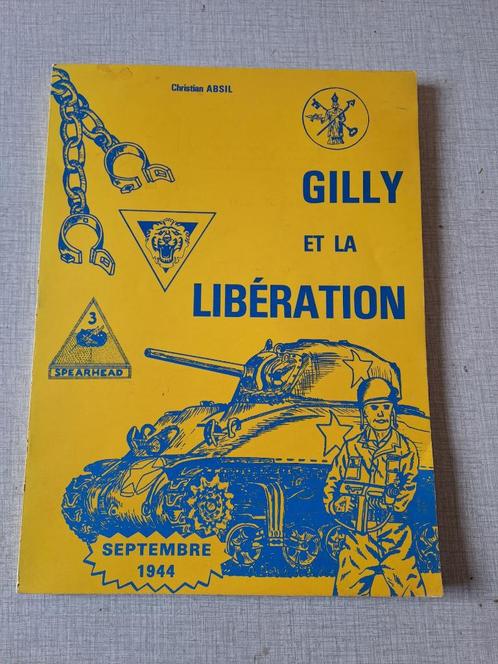 Christian ABSIL
GILLY
ET LA
LIBÉRATION
3
SPEARHEAD
SEPTEMBRE
1944